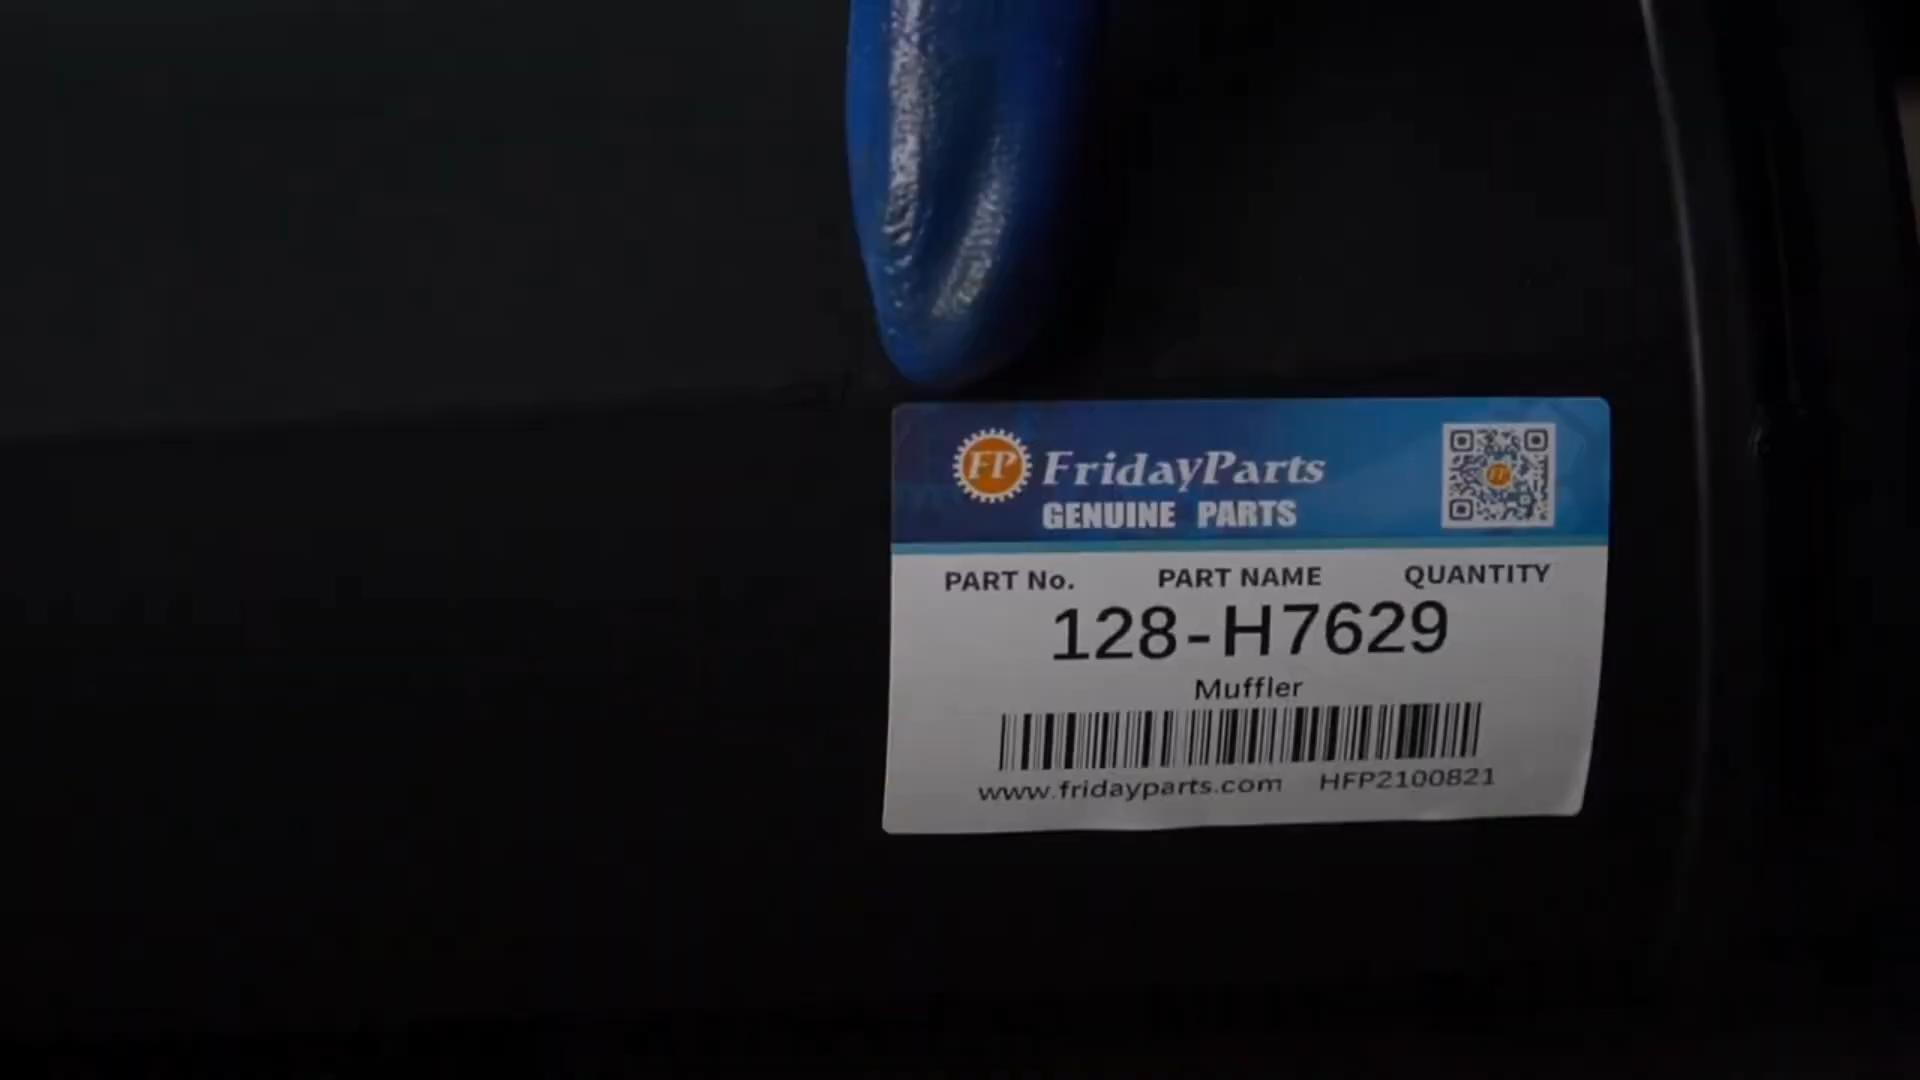 FP FridayParts
GENUINE PARTS
PART No. PART NAME QUANTITY
128-H7629
Muffler
www.fridayparts.com HFP2100821